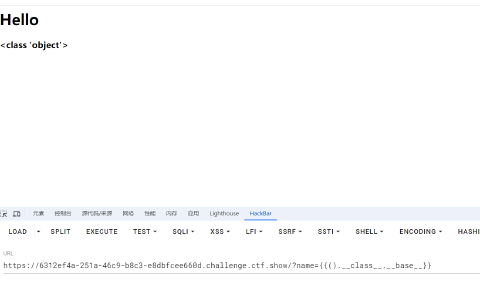 Hello
<class 'object'>
元素 控制台 源代码/来源 网络 性能 内存 应用 Lighthouse HackBar
LOAD SPLIT EXECUTE TEST SQLI XSS LFI SSRF SSTI SHELL ENCODING HASHI
URL
https://6312ef4a-251a-46c9-b8c3-e8dbfcee660d.challenge.ctf.show/?name={{().__class__.__base__}}